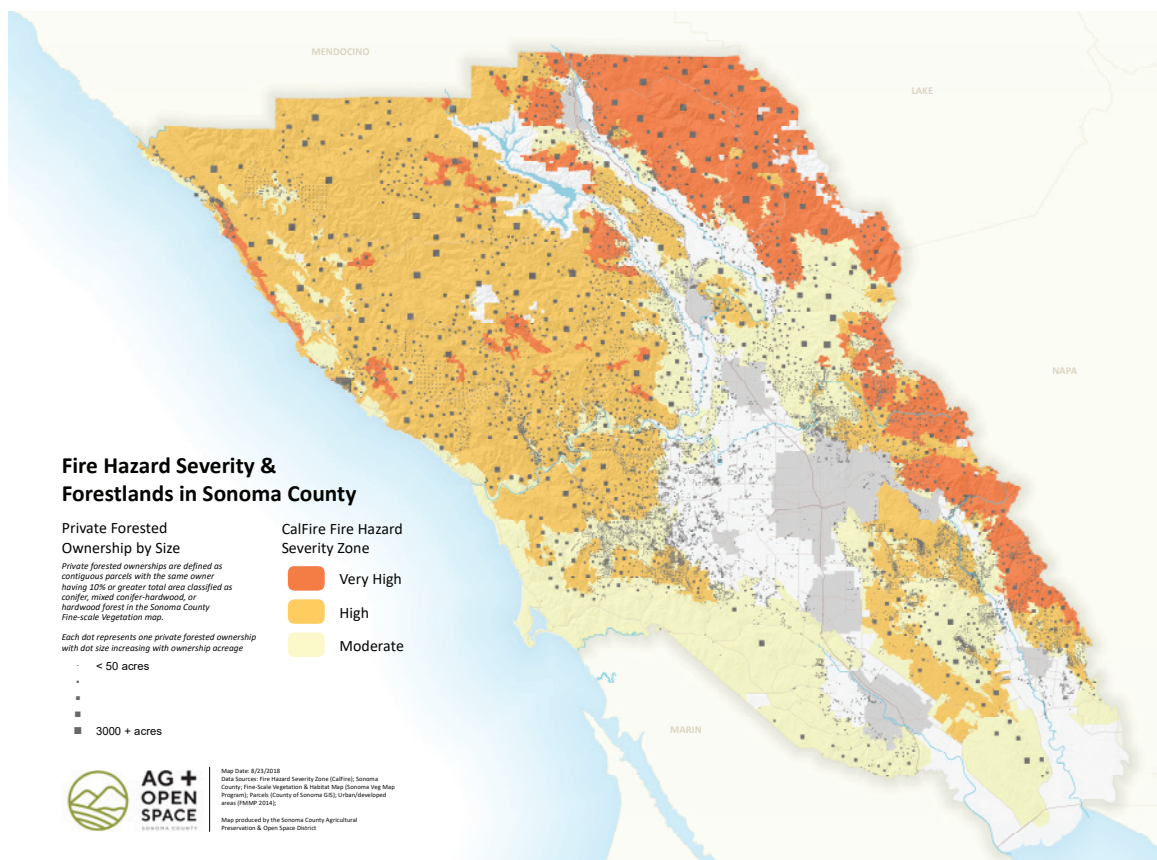 MENDOCINO
LAKE
NAPA
MARIN
Fire Hazard Severity &
Forestlands in Sonoma County
Private Forested
Ownership by Size
Private forested ownerships are defined as
contiguous parcels with the same owner
having 10% or greater total area classified as
conifer, mixed conifer-hardwood, or
hardwood forest in the Sonoma County
Fine-scale Vegetation map.
Each dot represents one private forested ownership
with dot size increasing with ownership acreage
< 50 acres
3000 + acres
CalFire Fire Hazard
Severity Zone
Very High
High
Moderate
AG +
OPEN
SPACE
SONOMA COUNTY
Map Date: 8/23/2018
Data Sources: Fire Hazard Severity Zone (CalFire); Sonoma
County; Fine-Scale Vegetation & Habitat Map (Sonoma Veg Map
Program); Parcels (County of Sonoma GIS); Urban/developed
areas (FMMP 2014);
Map produced by the Sonoma County Agricultural
Preservation & Open Space District